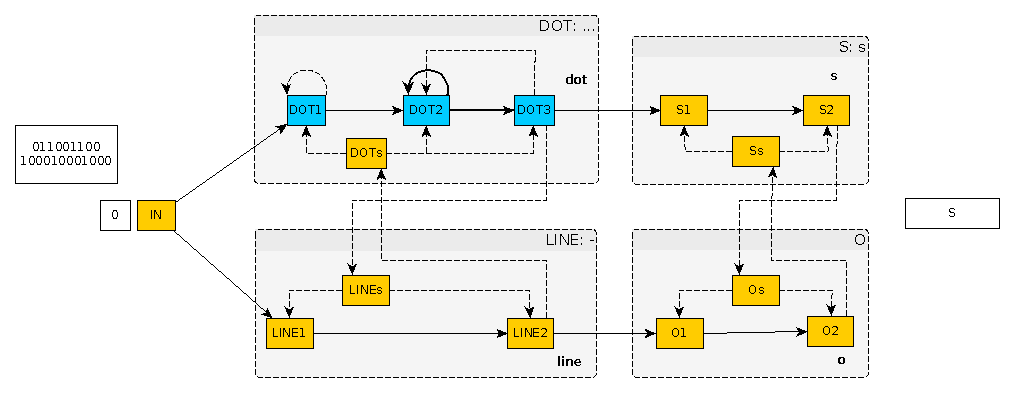 DOT: ...
S: s
dot
s
DOT1
DOT2
DOT3
S1
S2
011001100
100010001000
DOTs
Ss
0
IN
S
LINE: -
O
LINEs
Os
LINE1
LINE2
O1
O2
line
o